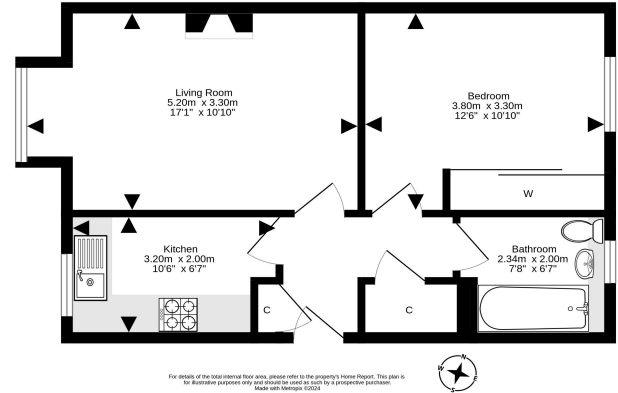 Living Room
5.20m x 3.30m
17'1" x 10'10"
Bedroom
3.80m x 3.30m
12'6" x 10'10"
W
Kitchen
3.20m x 2.00m
10'6" x 6'7"
Bathroom
2.34m x 2.00m
7'8" x 6'7"
C
C
N
W
E
S
For details of the total internal floor area, please refer to the property's Home Report. This plan is
for illustrative purposes only and should be used as such by a prospective purchaser.
Made with Metropix ©2024